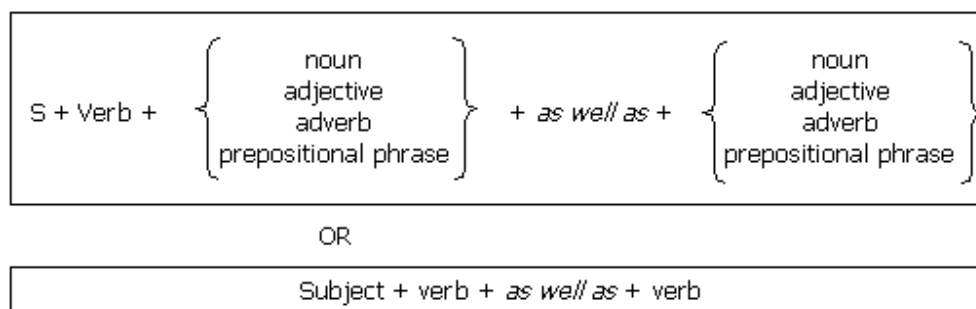 noun noun
adjective adjective
S + Verb + + as well as +
adverb adverb
prepositional phrase prepositional phrase
OR
Subject + verb + as well as + verb